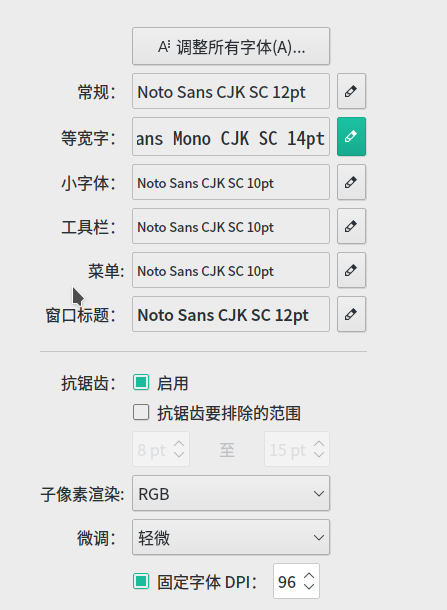 A 调整所有字体(A)...
常规： Noto Sans CJK SC 12pt
等宽字： ans Mono CJK SC 14pt
小字体： Noto Sans CJK SC 10pt
工具栏： Noto Sans CJK SC 10pt
菜单: Noto Sans CJK SC 10pt
窗口标题： Noto Sans CJK SC 12pt
抗锯齿： 启用
抗锯齿要排除的范围
8 pt 至 15 pt
子像素渲染: RGB
微调： 轻微
固定字体 DPI： 96